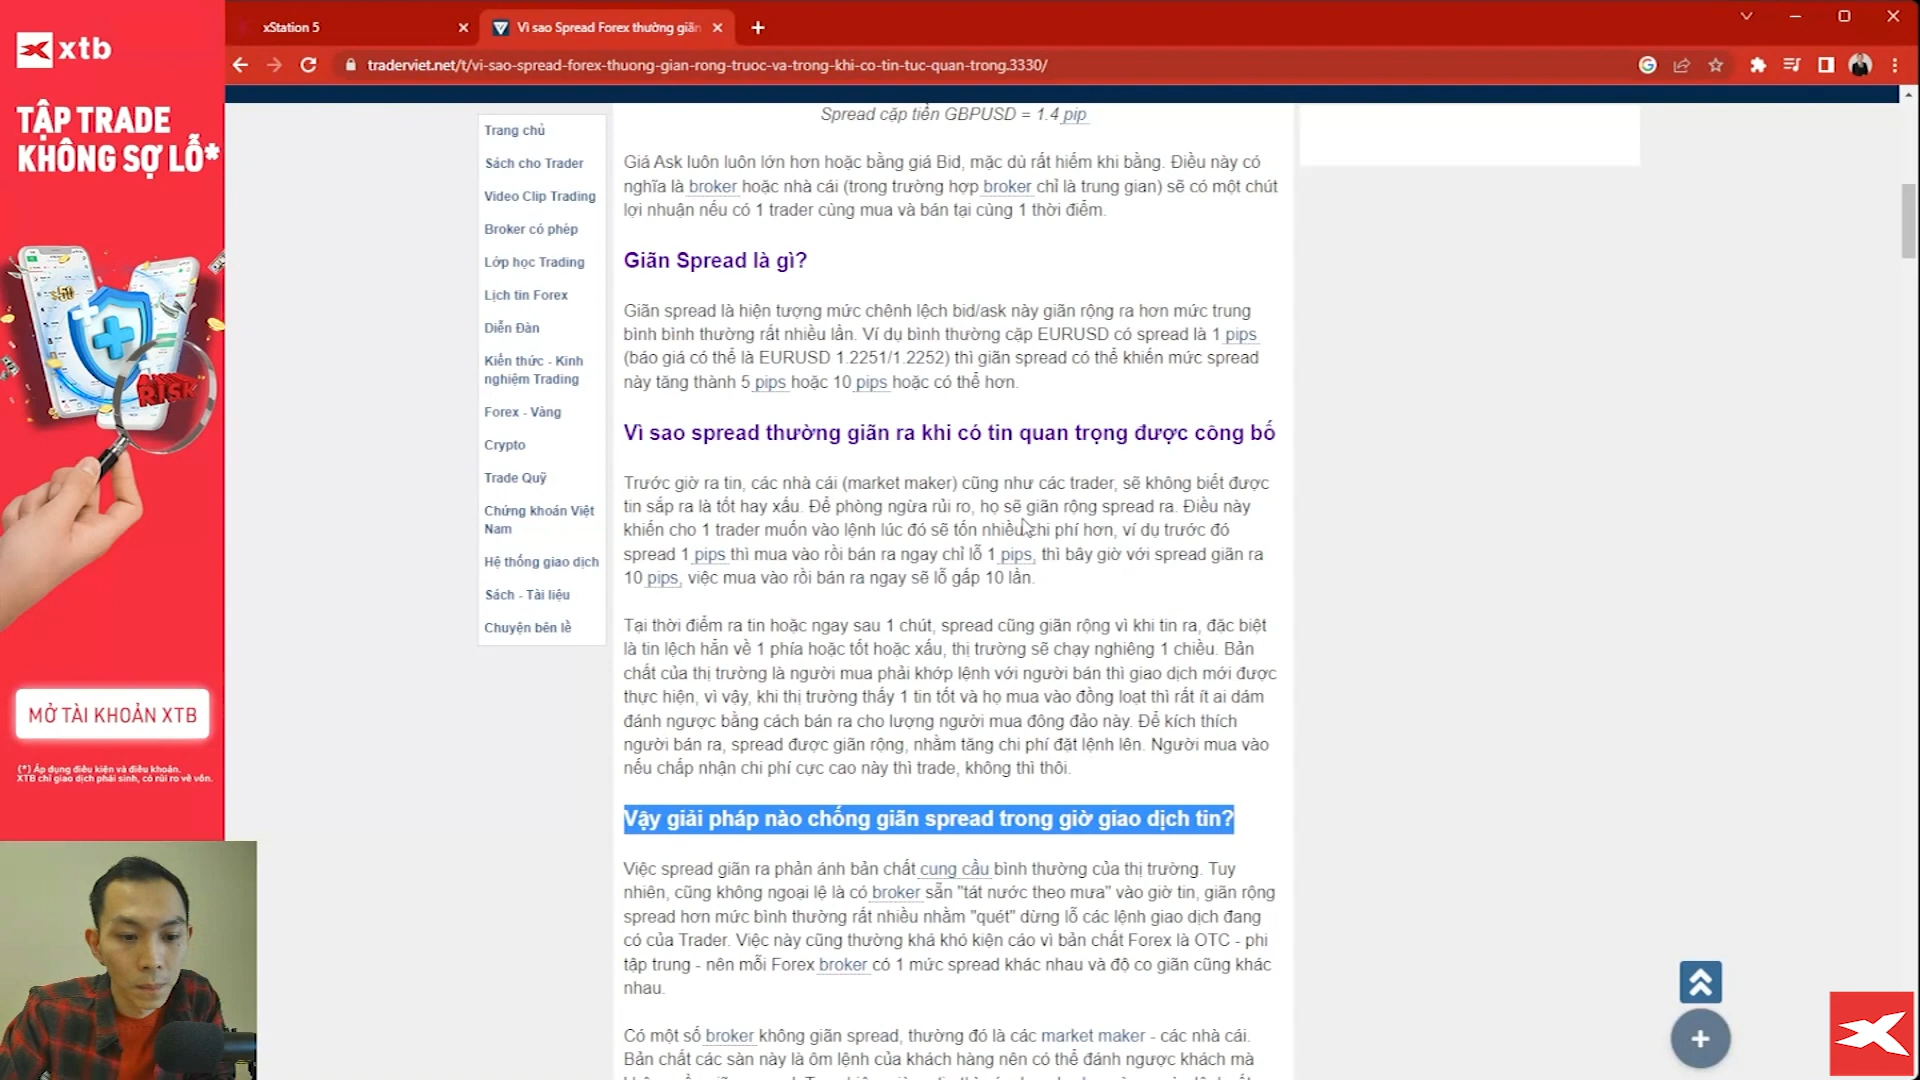 xtb
TẬP TRADE
KHÔNG SỢ LỖ*
$0
RISK
MỞ TÀI KHOẢN XTB
(*) Áp dụng điều kiện và điều khoản.
XTB chỉ giao dịch phái sinh, có rủi ro về vốn.
xStation 5
Vì sao Spread Forex thường giãn
traderviet.net/t/vi-sao-spread-forex-thuong-gian-rong-truoc-va-trong-khi-co-tin-tuc-quan-trong.3330/
Trang chủ
Sách cho Trader
Video Clip Trading
Broker có phép
Lớp học Trading
Lịch tin Forex
Diễn Đàn
Kiến thức - Kinh
nghiệm Trading
Forex - Vàng
Crypto
Trade Quỹ
Chứng khoán Việt
Nam
Hệ thống giao dịch
Sách - Tài liệu
Chuyện bên lề
Spread cặp tiền GBPUSD = 1.4 pip
Giá Ask luôn luôn lớn hơn hoặc bằng giá Bid, mặc dù rất hiếm khi bằng. Điều này có
nghĩa là broker hoặc nhà cái (trong trường hợp broker chỉ là trung gian) sẽ có một chút
lợi nhuận nếu có 1 trader cùng mua và bán tại cùng 1 thời điểm.
Giãn Spread là gì?
Giãn spread là hiện tượng mức chênh lệch bid/ask này giãn rộng ra hơn mức trung
bình bình thường rất nhiều lần. Ví dụ bình thường cặp EURUSD có spread là 1 pips
(báo giá có thể là EURUSD 1.2251/1.2252) thì giãn spread có thể khiến mức spread
này tăng thành 5 pips hoặc 10 pips hoặc có thể hơn.
Vì sao spread thường giãn ra khi có tin quan trọng được công bố
Trước giờ ra tin, các nhà cái (market maker) cũng như các trader, sẽ không biết được
tin sắp ra là tốt hay xấu. Để phòng ngừa rủi ro, họ sẽ giãn rộng spread ra. Điều này
khiến cho 1 trader muốn vào lệnh lúc đó sẽ tốn nhiều chi phí hơn, ví dụ trước đó
spread 1 pips thì mua vào rồi bán ra ngay chỉ lỗ 1 pips, thì bây giờ với spread giãn ra
10 pips, việc mua vào rồi bán ra ngay sẽ lỗ gấp 10 lần.
Tại thời điểm ra tin hoặc ngay sau 1 chút, spread cũng giãn rộng vì khi tin ra, đặc biệt
là tin lệch hẳn về 1 phía hoặc tốt hoặc xấu, thị trường sẽ chạy nghiêng 1 chiều. Bản
chất của thị trường là người mua phải khớp lệnh với người bán thì giao dịch mới được
thực hiện, vì vậy, khi thị trường thấy 1 tin tốt và họ mua vào đồng loạt thì rất ít ai dám
đánh ngược bằng cách bán ra cho lượng người mua đông đảo này. Để kích thích
người bán ra, spread được giãn rộng, nhằm tăng chi phí đặt lệnh lên. Người mua vào
nếu chấp nhận chi phí cực cao này thì trade, không thì thôi.
Vậy giải pháp nào chống giãn spread trong giờ giao dịch tin?
Việc spread giãn ra phản ánh bản chất cung cầu bình thường của thị trường. Tuy
nhiên, cũng không ngoại lệ là có broker sẵn "tát nước theo mưa" vào giờ tin, giãn rộng
spread hơn mức bình thường rất nhiều nhằm "quét" dừng lỗ các lệnh giao dịch đang
có của Trader. Việc này cũng thường khá khó kiện cáo vì bản chất Forex là OTC - phi
tập trung - nên mỗi Forex broker có 1 mức spread khác nhau và độ co giãn cũng khác
nhau.
Có một số broker không giãn spread, thường đó là các market maker - các nhà cái.
Bản chất các sàn này là ôm lệnh của khách hàng nên có thể đánh ngược khách mà